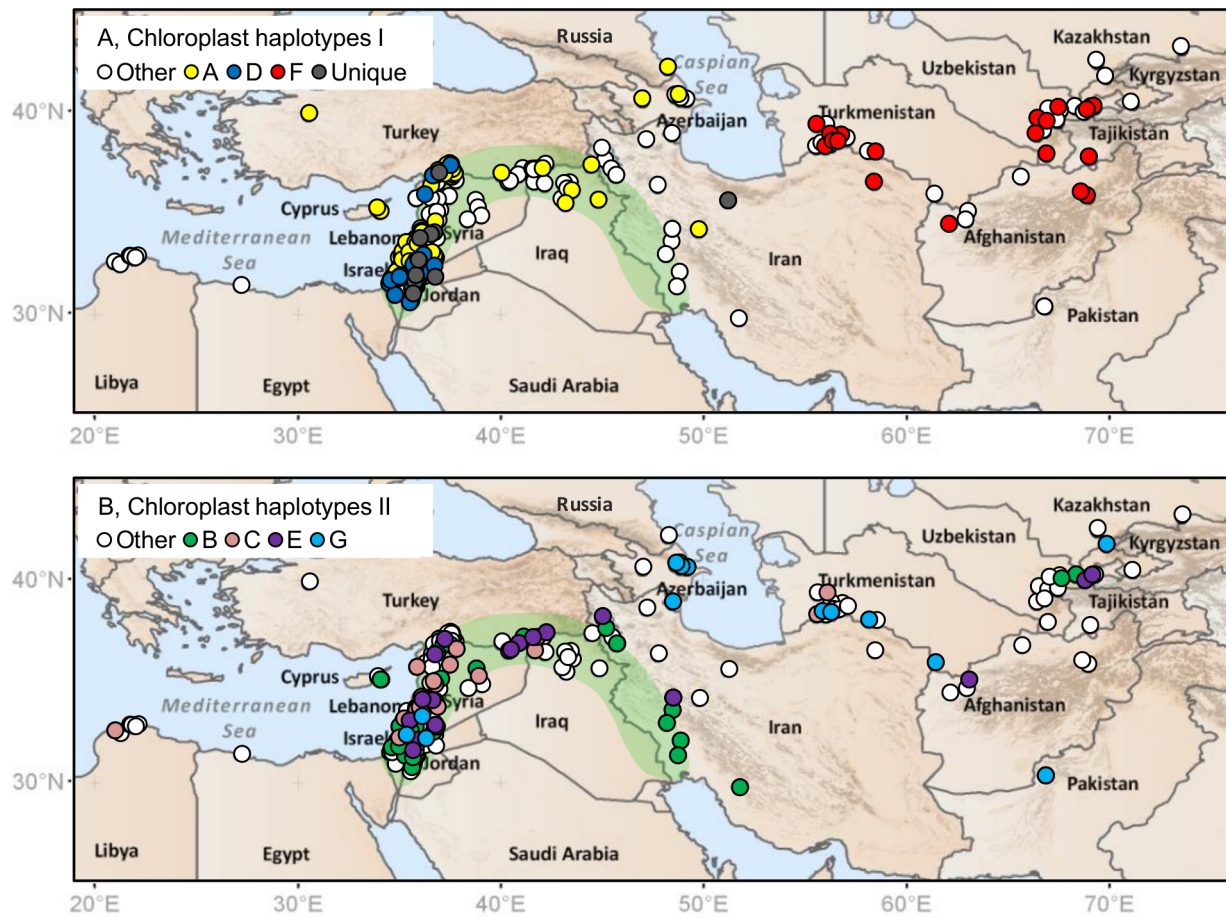 A, Chloroplast haplotypes I
Other A D F Unique
Russia
Kazakhstan
Caspian
Sea
Uzbekistan
Kyrgyzstan
40°N
Turkey
Azerbaijan
Turkmenistan
Tajikistan
Cyprus
Mediterranean
Sea
Lebanon
Syria
Israel
Iraq
Iran
Afghanistan
Jordan
30°N
Pakistan
Libya
Egypt
Saudi Arabia
20°E 30°E 40°E 50°E 60°E 70°E
B, Chloroplast haplotypes II
Other B C E G
Russia
Kazakhstan
Caspian
Sea
Uzbekistan
Kyrgyzstan
40°N
Turkey
Azerbaijan
Turkmenistan
Tajikistan
Cyprus
Mediterranean
Sea
Lebanon
Syria
Israel
Iraq
Iran
Afghanistan
Jordan
30°N
Pakistan
Libya
Egypt
Saudi Arabia
20°E 30°E 40°E 50°E 60°E 70°E